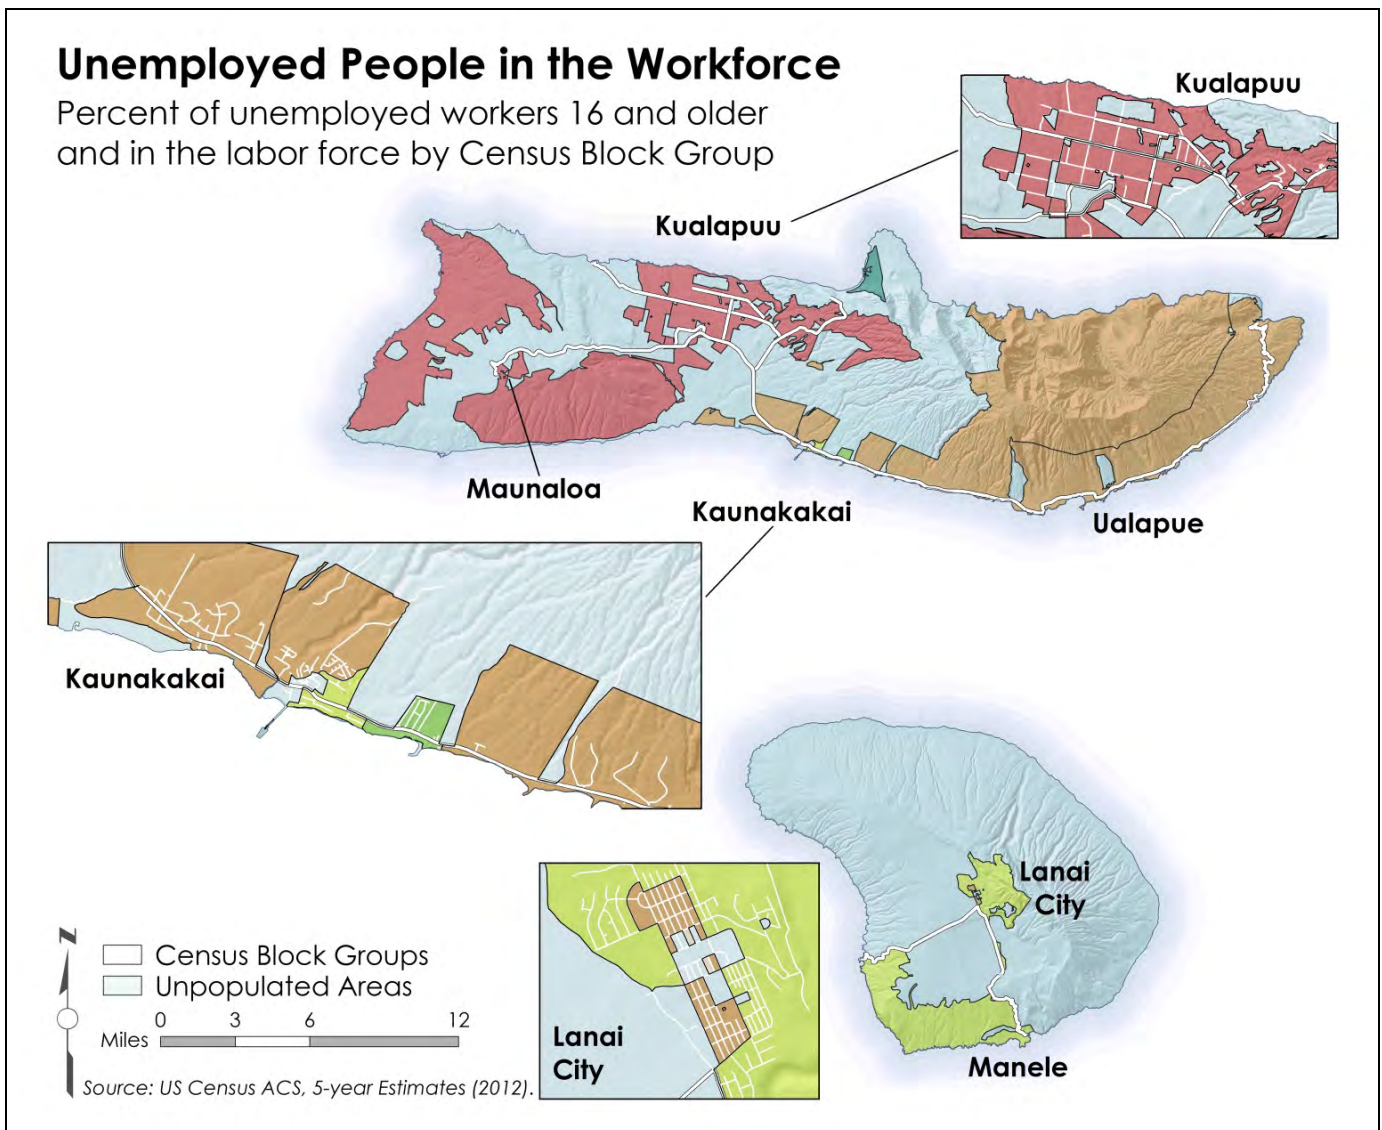 Unemployed People in the Workforce
Percent of unemployed workers 16 and older
and in the labor force by Census Block Group
Kualapuu
Kualapuu
Maunaloa
Kaunakakai
Ualapue
Kaunakakai
Lanai
City
Lanai
City
Manele
N
Census Block Groups
Unpopulated Areas
0 3 6 12
Miles
Source: US Census ACS, 5-year Estimates (2012).